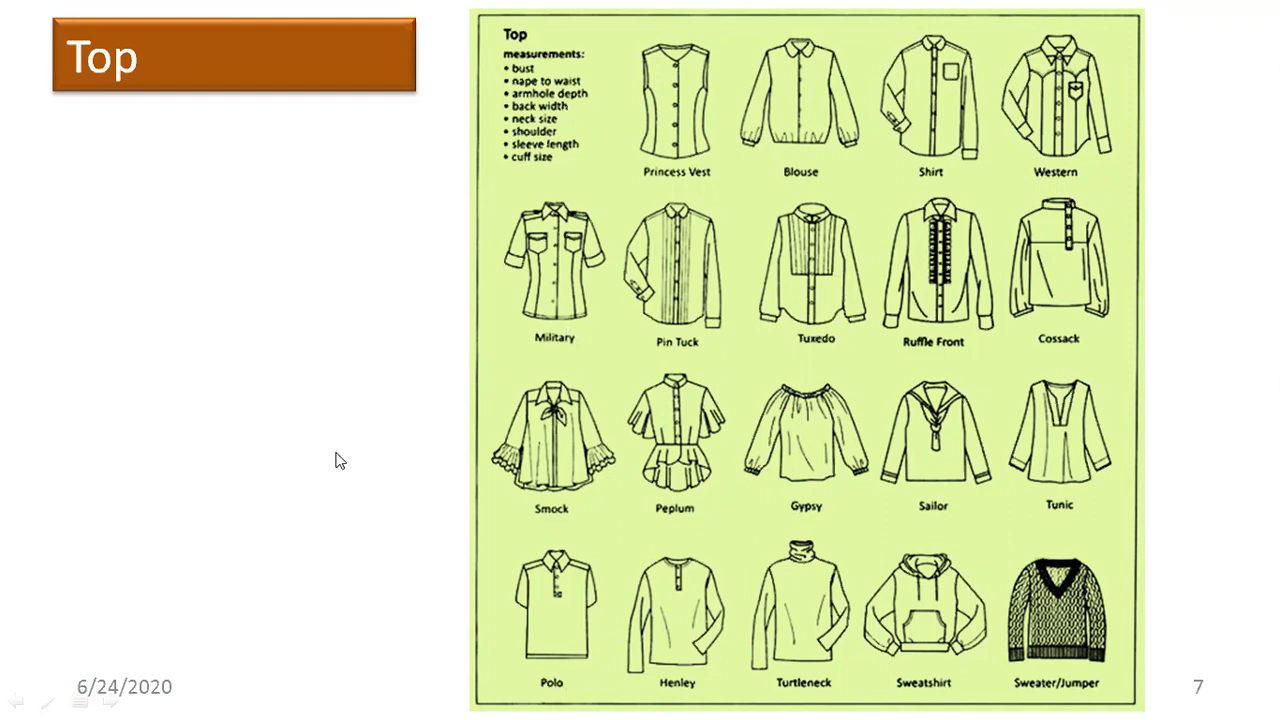 Top
Top
measurements:
• bust
• nape to waist
• armhole depth
• back width
• neck size
• shoulder
• sleeve length
• cuff size
Princess Vest
Blouse
Shirt
Western
Military
Pin Tuck
Tuxedo
Ruffle Front
Cossack
Smock
Peplum
Gypsy
Sailor
Tunic
Polo
Henley
Turtleneck
Sweatshirt
Sweater/Jumper
6/24/2020
7